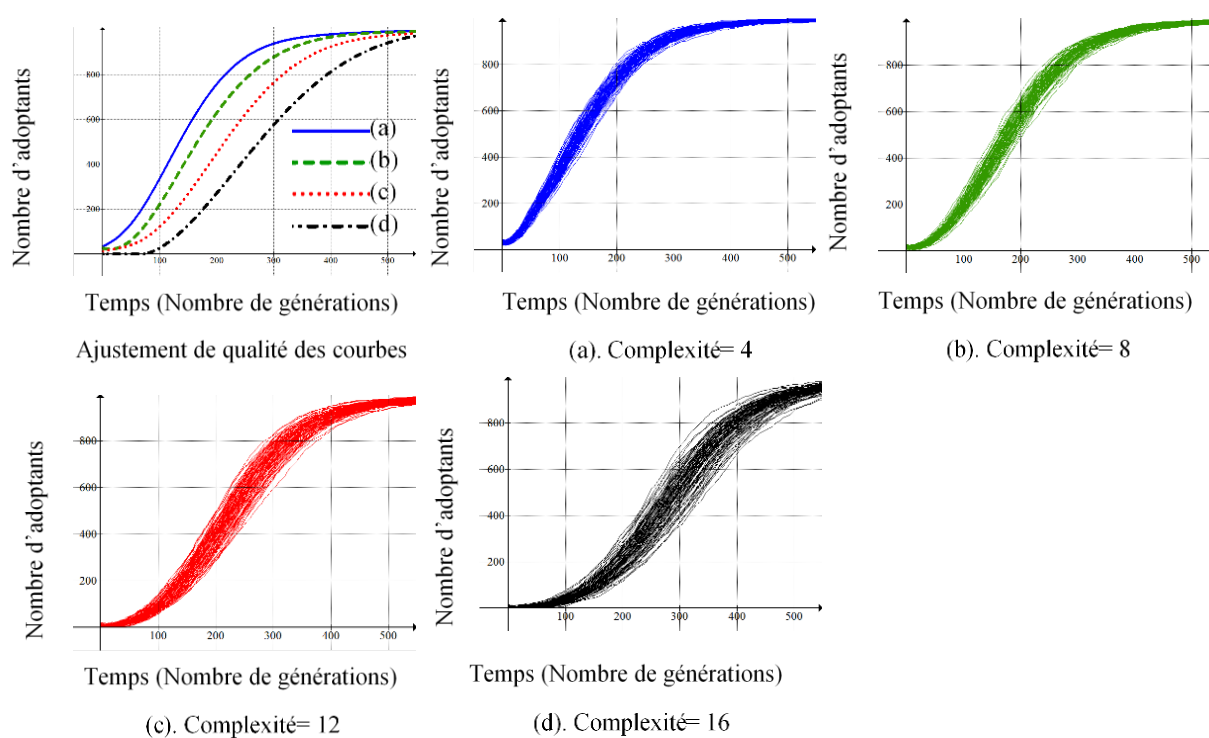 Nombre d'adoptants
800
600
400
200
100
200
300
400
500
(a)
(b)
(c)
(d)
Temps (Nombre de générations)
Ajustement de qualité des courbes
Nombre d'adoptants
800
600
400
200
100
200
300
400
500
Temps (Nombre de générations)
(a). Complexité= 4
Nombre d'adoptants
800
600
400
200
100
200
300
400
500
Temps (Nombre de générations)
(b). Complexité= 8
Nombre d'adoptants
800
600
400
200
100
200
300
400
500
Temps (Nombre de générations)
(c). Complexité= 12
Nombre d'adoptants
800
600
400
200
100
200
300
400
500
Temps (Nombre de générations)
(d). Complexité= 16